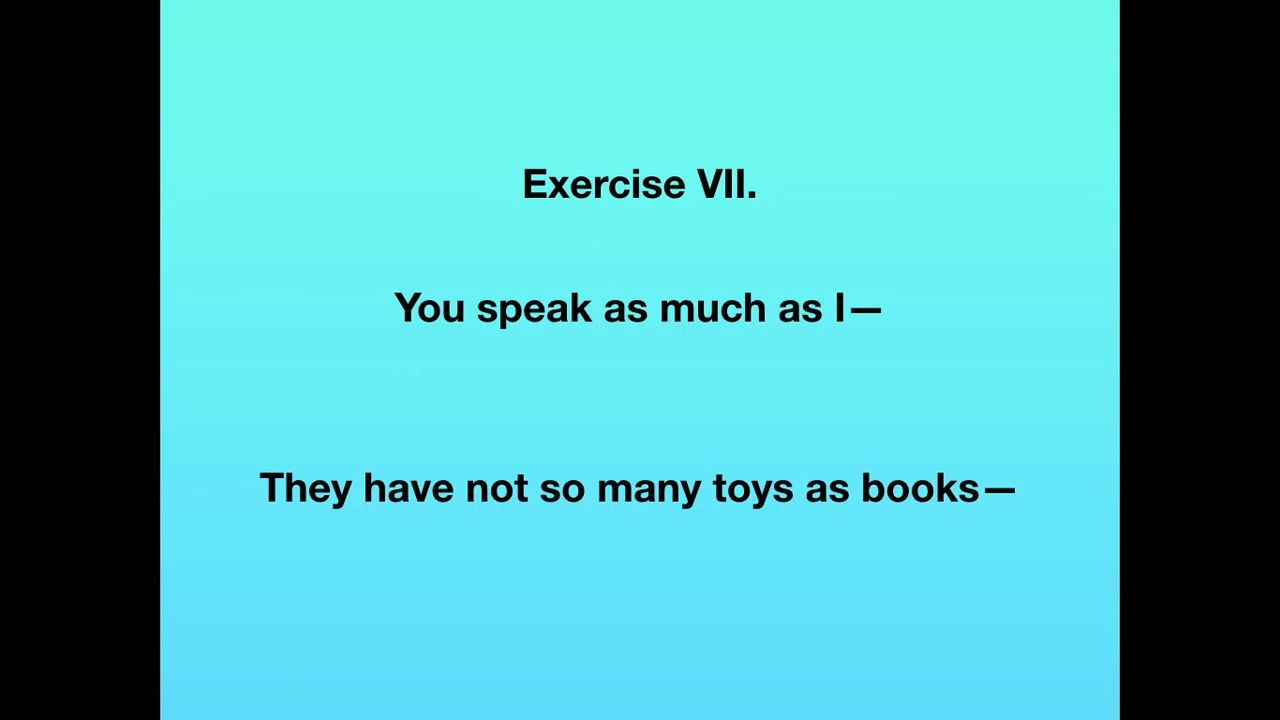 Exercise VII.
You speak as much as I—
They have not so many toys as books—